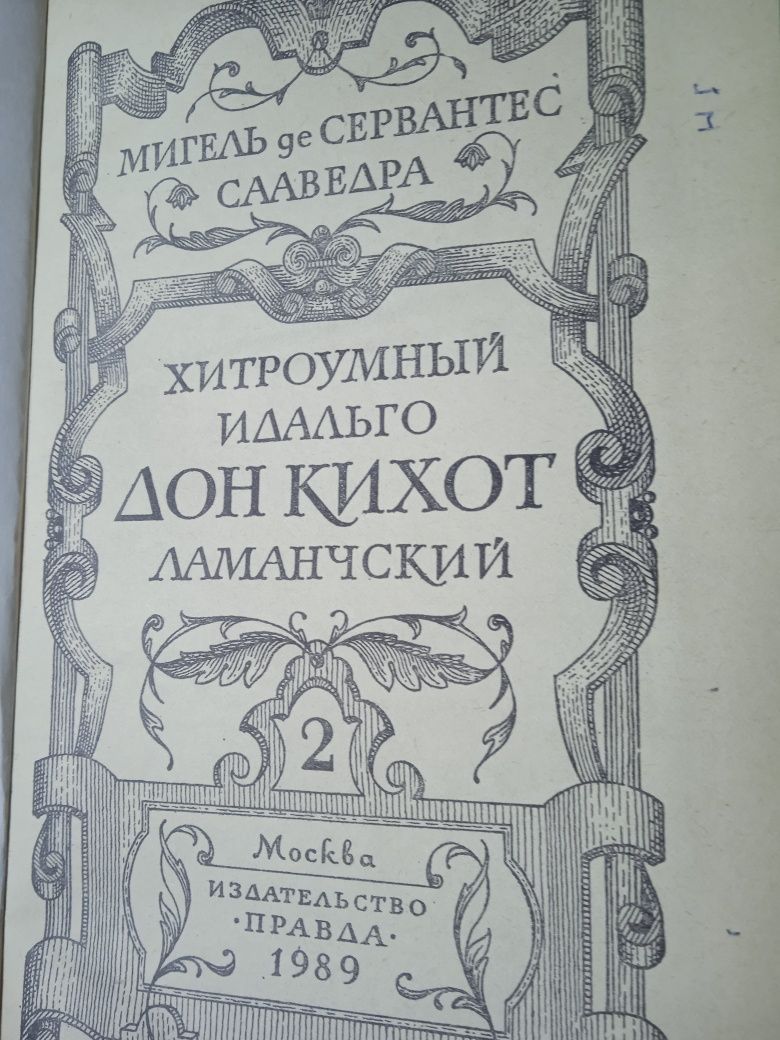 МИГЕЛЬ де СЕРВАНТЕС
СААВЕДРА
ХИТРОУМНЫЙ
ИДАЛЬГО
ДОН КИХОТ
ЛАМАНЧСКИЙ
2
Москва
ИЗДАТЕЛЬСТВО
·ПРАВДА·
1989